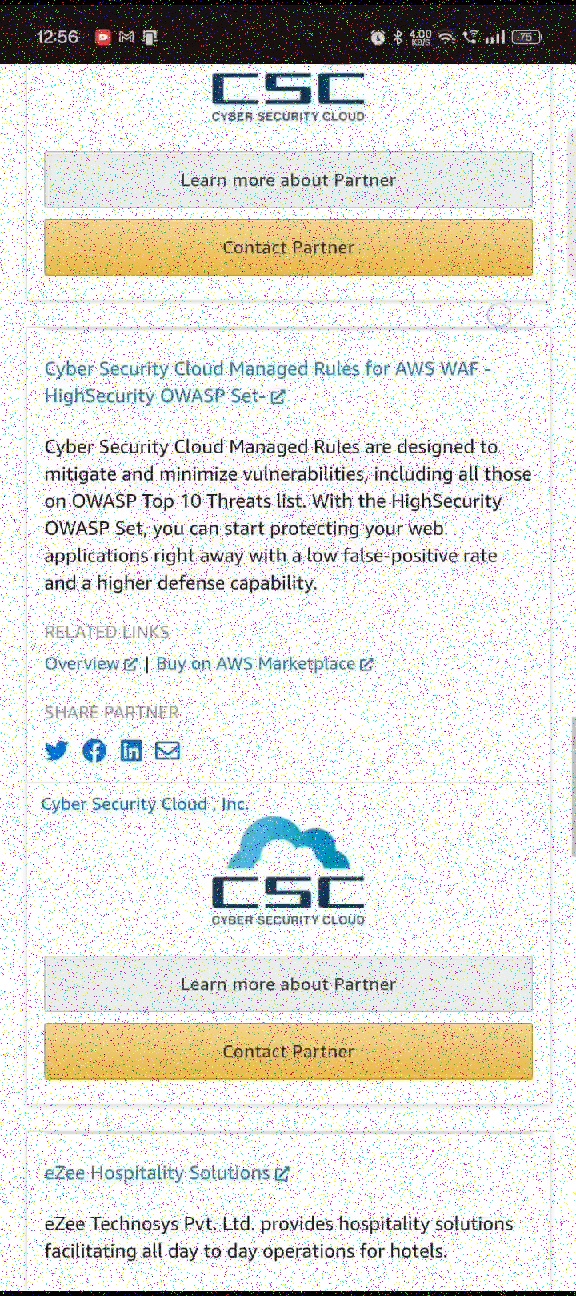 12:56
4.00
KB/S
75
CSC
CYBER SECURITY CLOUD
Learn more about Partner
Contact Partner
Cyber Security Cloud Managed Rules for AWS WAF -
HighSecurity OWASP Set-
Cyber Security Cloud Managed Rules are designed to
mitigate and minimize vulnerabilities, including all those
on OWASP Top 10 Threats list. With the HighSecurity
OWASP Set, you can start protecting your web
applications right away with a low false-positive rate
and a higher defense capability.
RELATED LINKS
Overview | Buy on AWS Marketplace
SHARE PARTNER
Cyber Security Cloud , Inc.
CSC
CYBER SECURITY CLOUD
Learn more about Partner
Contact Partner
eZee Hospitality Solutions
eZee Technosys Pvt. Ltd. provides hospitality solutions
facilitating all day to day operations for hotels.